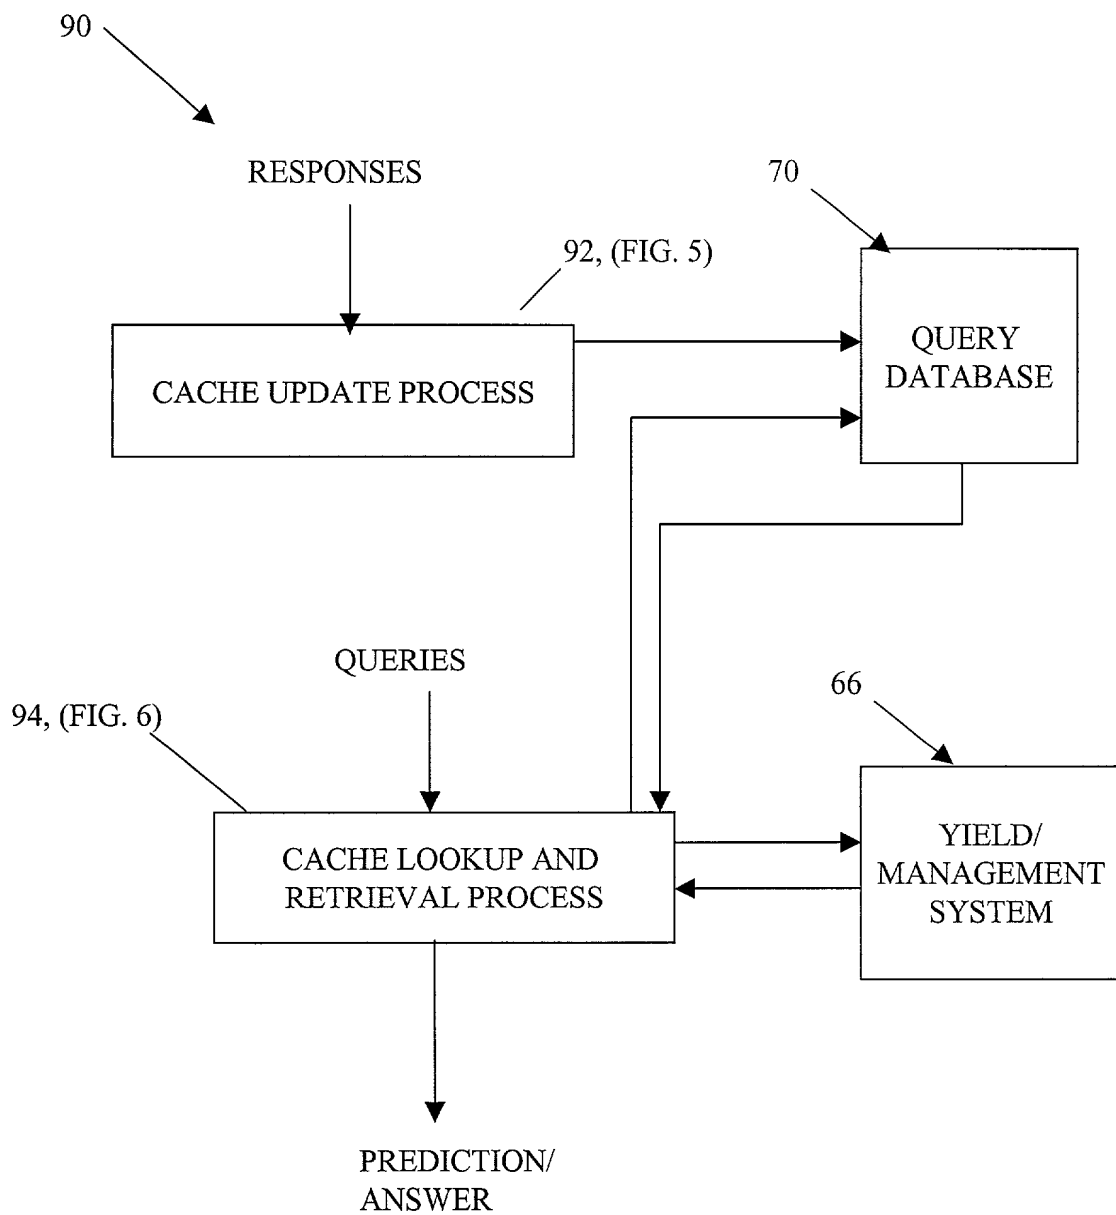 90
RESPONSES
70
92, (FIG. 5)
CACHE UPDATE PROCESS
QUERY
DATABASE
QUERIES
66
94, (FIG. 6)
CACHE LOOKUP AND
RETRIEVAL PROCESS
YIELD/
MANAGEMENT
SYSTEM
PREDICTION/
ANSWER